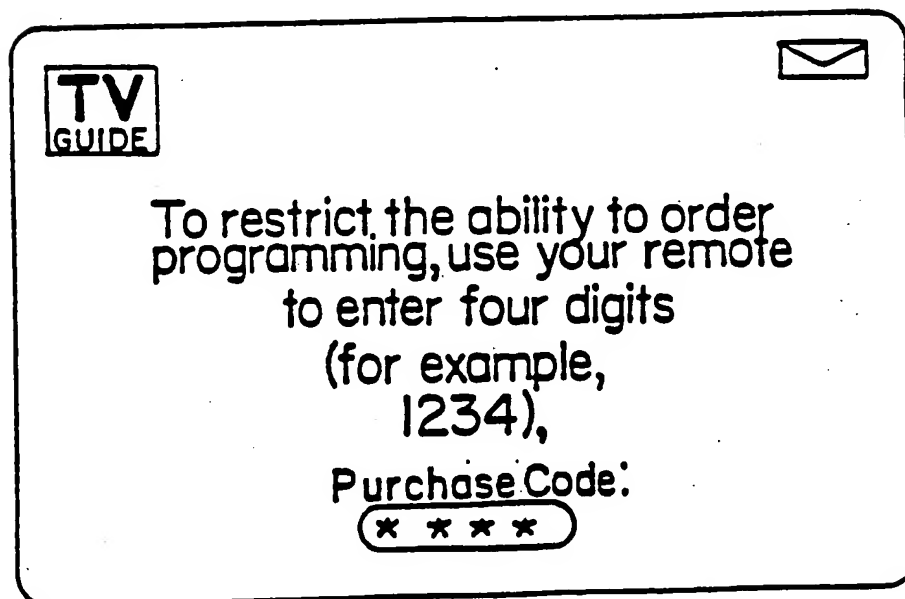 TV
GUIDE
To restrict the ability to order
programming, use your remote
to enter four digits
(for example,
1234),
Purchase Code:
* * * *